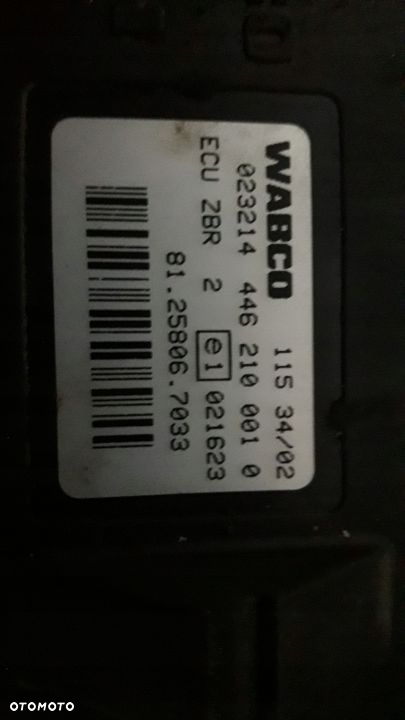 WABCO 115 34/02
023214 446 210 001 0
ECU ZBR 2 e1 021623
81.25806.7033
OTOMOTO